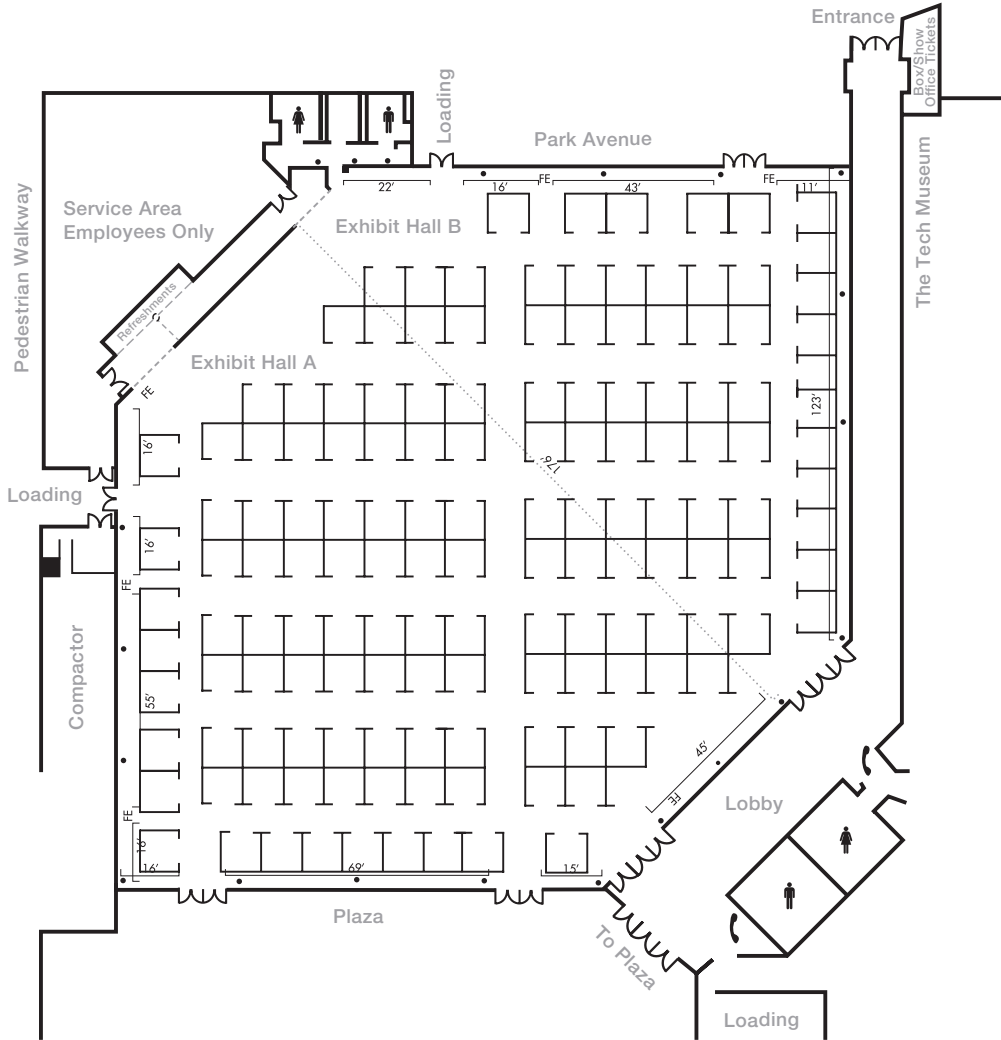 Entrance
Box/Show
Office Tickets
Loading
Park Avenue
The Tech Museum
22'
16'
FE
43'
FE
11'
Service Area
Employees Only
Exhibit Hall B
Pedestrian Walkway
Refreshments
Exhibit Hall A
FE
123'
16'
176'
Loading
16'
FE
Compactor
55'
45'
FE
Lobby
FE
16'
16'
69'
15'
Plaza
To Plaza
Loading